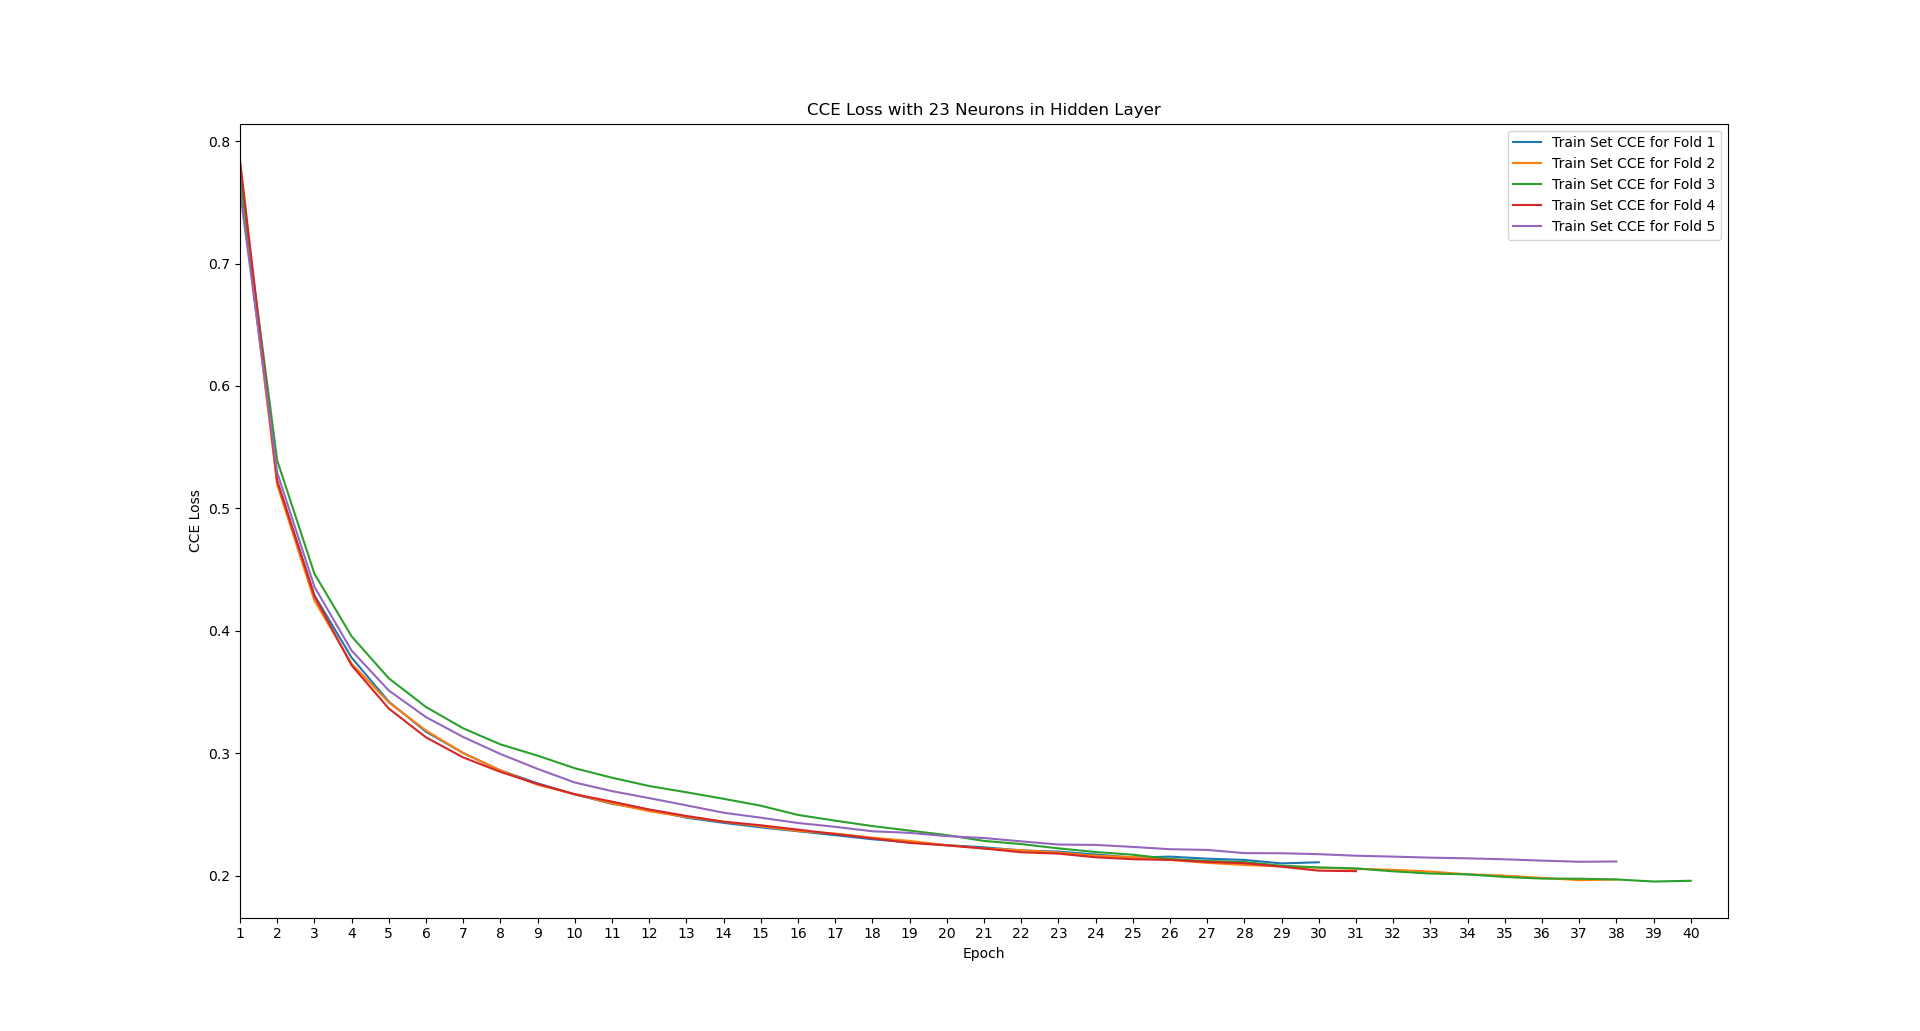 CCE Loss with 23 Neurons in Hidden Layer
Train Set CCE for Fold 1
Train Set CCE for Fold 2
Train Set CCE for Fold 3
Train Set CCE for Fold 4
Train Set CCE for Fold 5
0.8
0.7
0.6
0.5
0.4
0.3
0.2
CCE Loss
1 2 3 4 5 6 7 8 9 10 11 12 13 14 15 16 17 18 19 20 21 22 23 24 25 26 27 28 29 30 31 32 33 34 35 36 37 38 39 40
Epoch